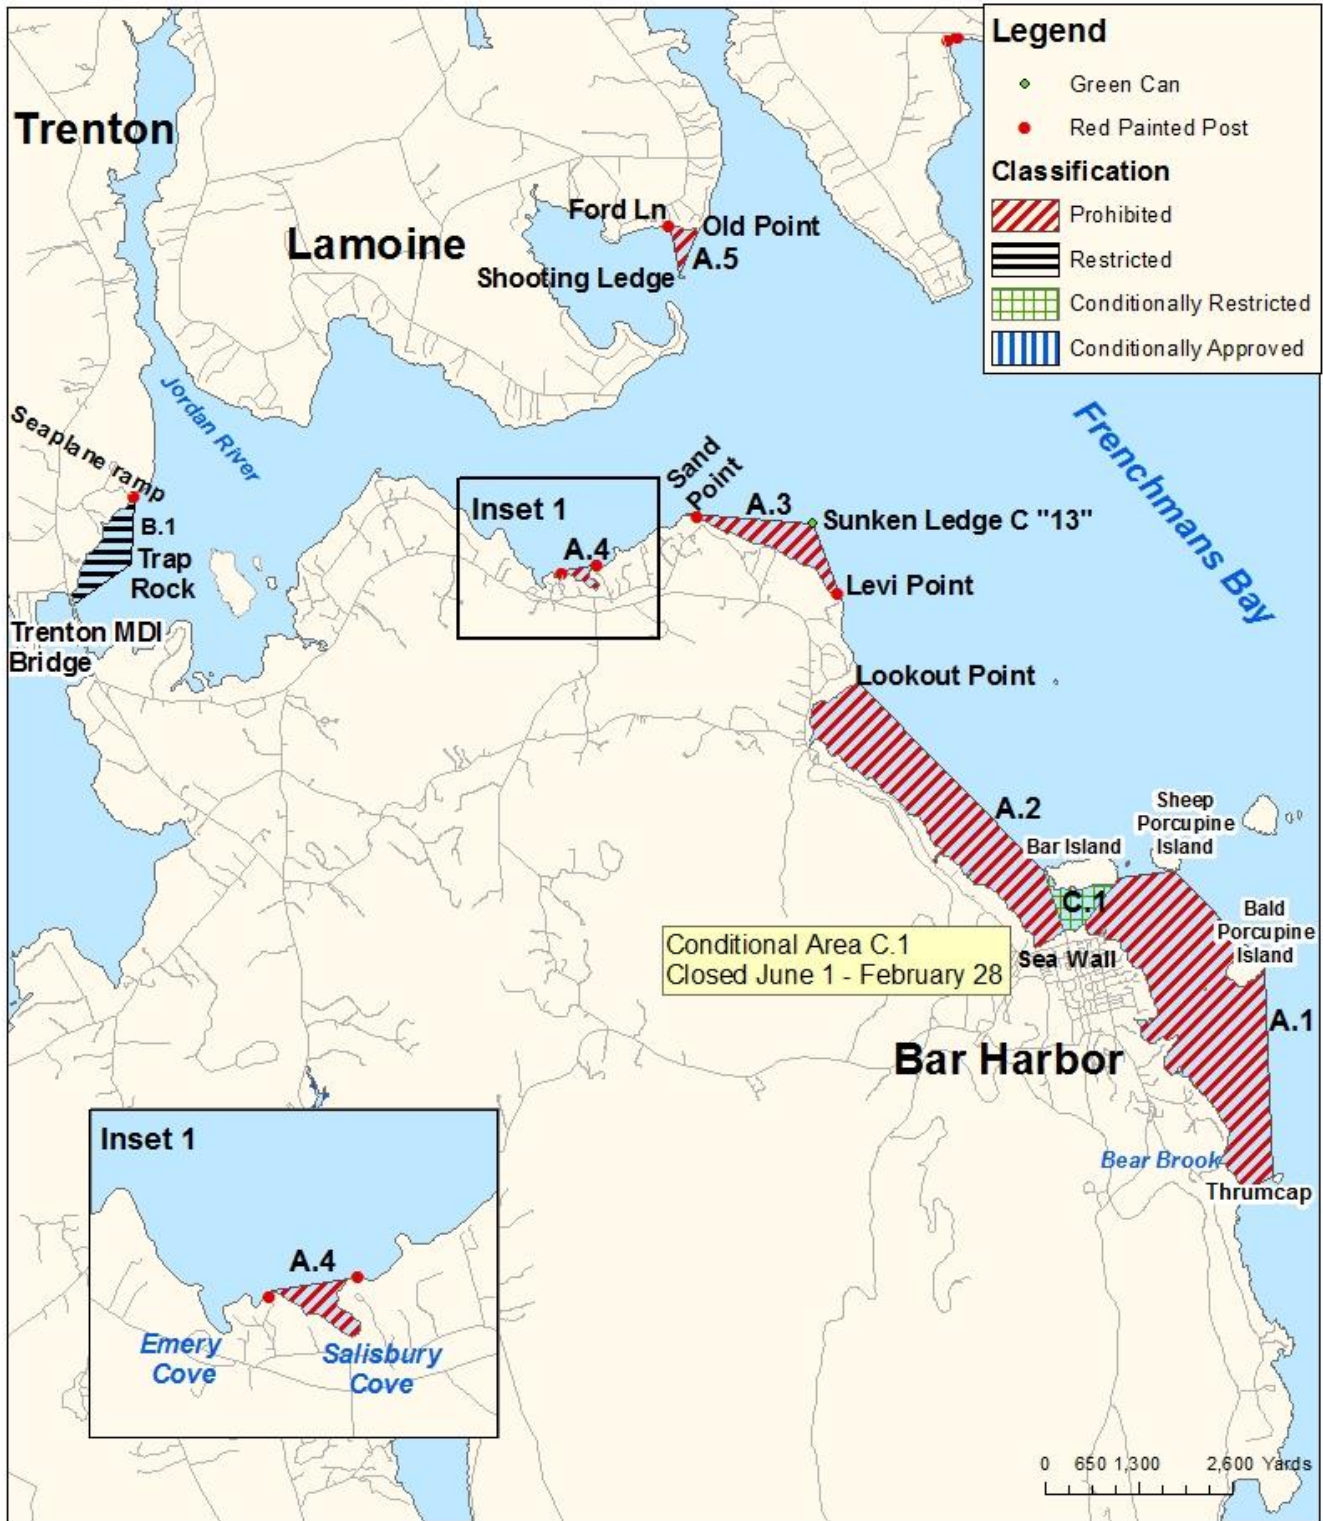 Legend
Green Can
Red Painted Post
Classification
Prohibited
Restricted
Conditionally Restricted
Conditionally Approved
Trenton
Lamoine
Ford Ln
Old Point
A.5
Shooting Ledge
Jordan River
Frenchmans Bay
Seaplane ramp
B.1
Trap
Rock
Trenton MDI
Bridge
Inset 1
A.4
Sand
Point
A.3
Sunken Ledge C "13"
Levi Point
Lookout Point
A.2
Sheep
Porcupine
Island
Bar Island
C.1
Bald
Porcupine
Island
Conditional Area C.1
Closed June 1 - February 28
Sea Wall
A.1
Bar Harbor
Bear Brook
Thrumcap
Inset 1
A.4
Emery
Cove
Salisbury
Cove
0 650 1,300 2,600 Yards